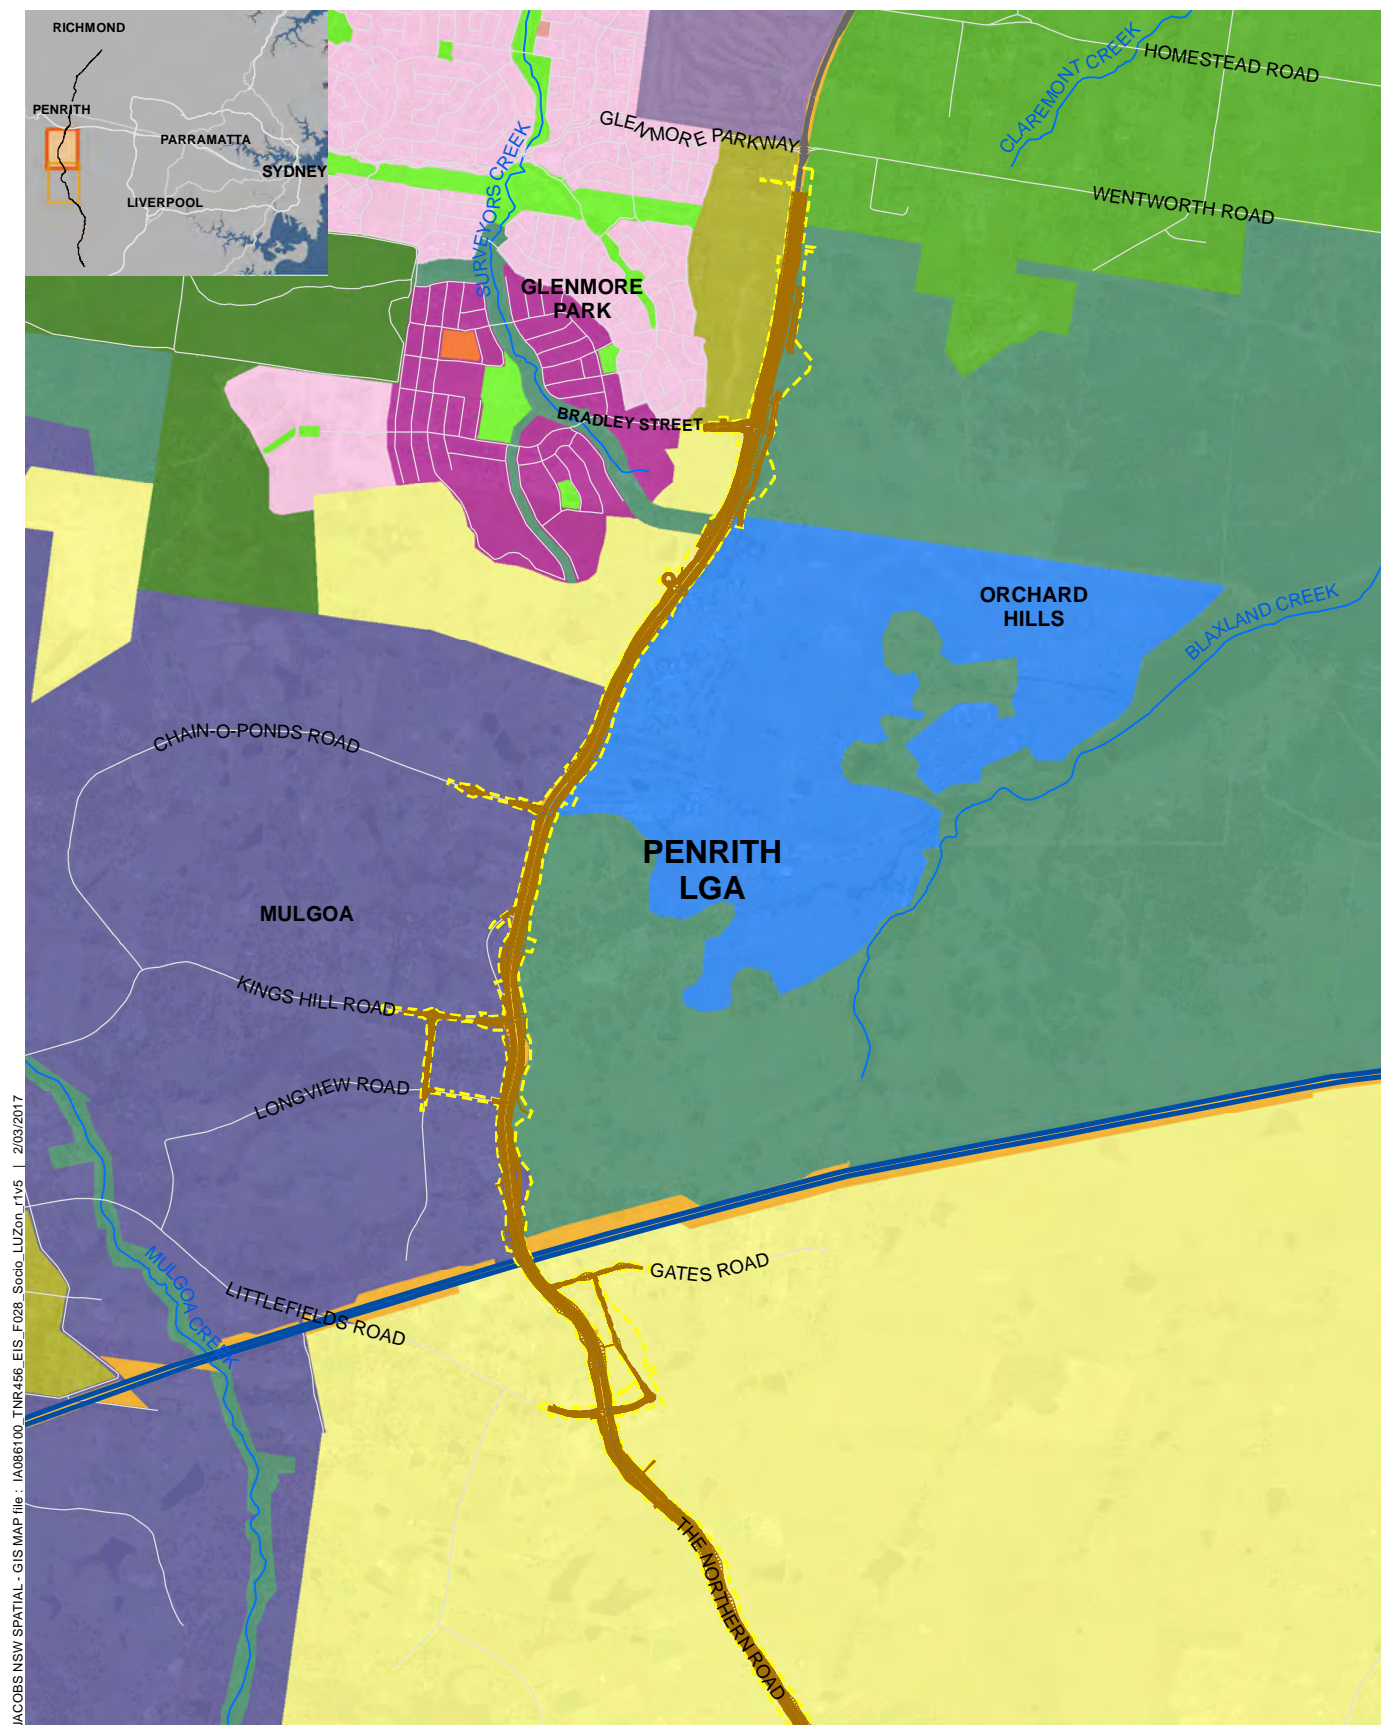 RICHMOND
PENRITH
PARRAMATTA
SYDNEY
LIVERPOOL
HOMESTEAD ROAD
CLAREMONT CREEK
GLENMORE PARKWAY
WENTWORTH ROAD
SURVEYORS CREEK
GLENMORE
PARK
BRADLEY STREET
ORCHARD
HILLS
BLAXLAND CREEK
CHAIN-O-PONDS ROAD
PENRITH
LGA
MULGOA
KINGS HILL ROAD
LONGVIEW ROAD
MULGOA CREEK
GATES ROAD
LITTLEFIELDS ROAD
THE NORTHERN ROAD
JACOBS NSW SPATIAL - GIS MAP file : IA086100_TNR456_EIS_F028_Socio_LUZon_r1v5 | 2/03/2017